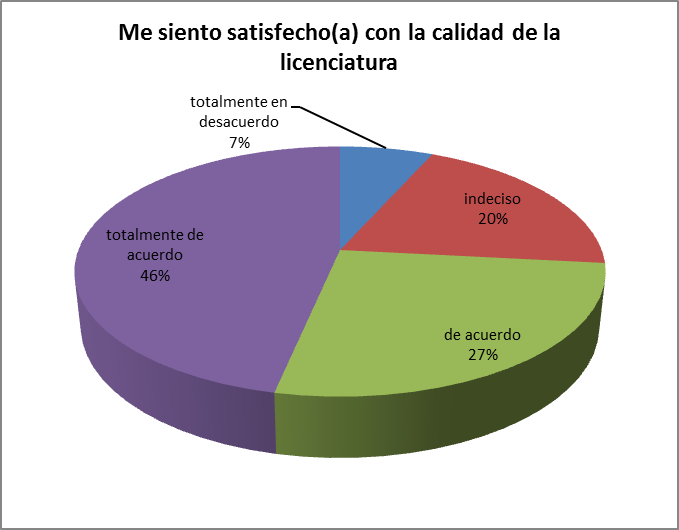 Me siento satisfecho(a) con la calidad de la
licenciatura
totalmente en
desacuerdo
7%
indeciso
20%
totalmente de
acuerdo
46%
de acuerdo
27%